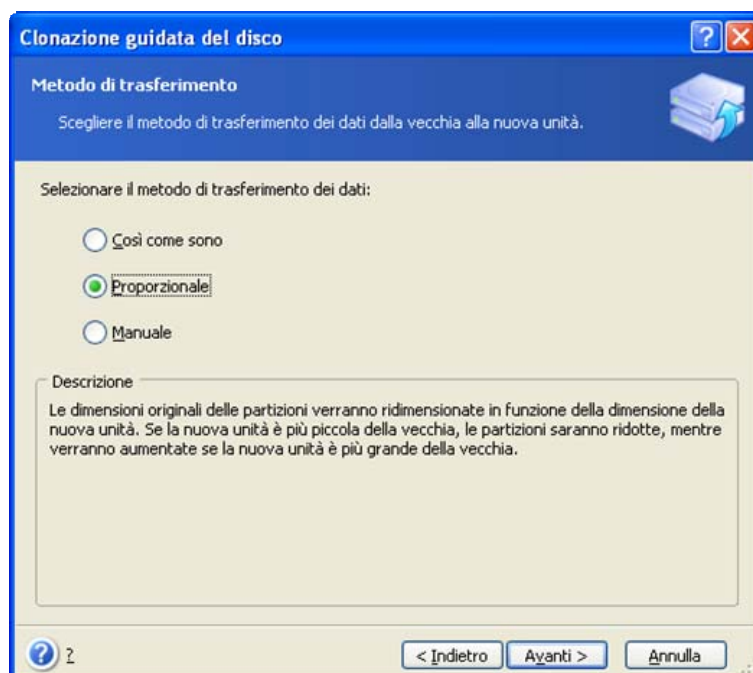 Clonazione guidata del disco
?
Metodo di trasferimento
Scegliere il metodo di trasferimento dei dati dalla vecchia alla nuova unità.
Selezionare il metodo di trasferimento dei dati:
Così come sono
Proporzionale
Manuale
Descrizione
Le dimensioni originali delle partizioni verranno ridimensionate in funzione della dimensione della
nuova unità. Se la nuova unità è più piccola della vecchia, le partizioni saranno ridotte, mentre
verranno aumentate se la nuova unità è più grande della vecchia.
? ?
< Indietro Avanti > Annulla